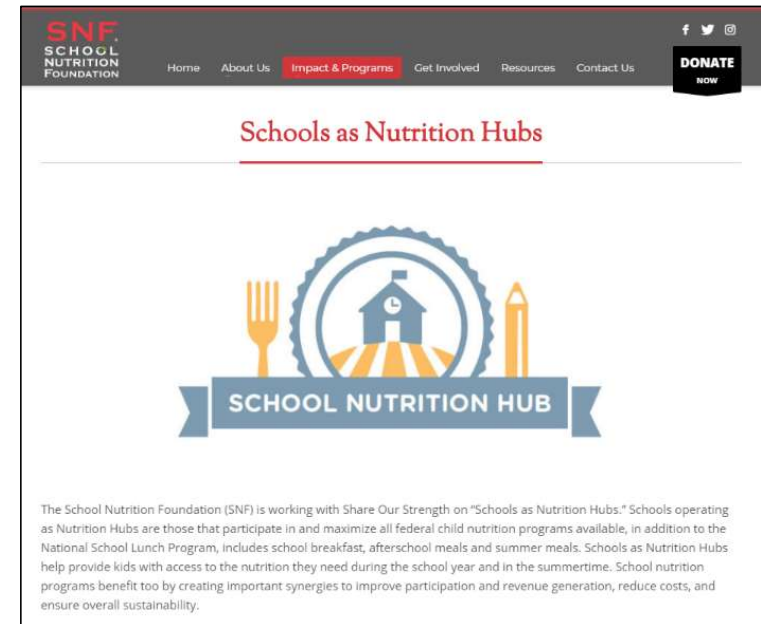 SNF.
SCHOOL
NUTRITION
FOUNDATION
Home About Us Impact & Programs Get Involved Resources Contact Us
DONATE
NOW
Schools as Nutrition Hubs
SCHOOL NUTRITION HUB
The School Nutrition Foundation (SNF) is working with Share Our Strength on “Schools as Nutrition Hubs.” Schools operating
as Nutrition Hubs are those that participate in and maximize all federal child nutrition programs available, in addition to the
National School Lunch Program, includes school breakfast, afterschool meals and summer meals. Schools as Nutrition Hubs
help provide kids with access to the nutrition they need during the school year and in the summertime. School nutrition
programs benefit too by creating important synergies to improve participation and revenue generation, reduce costs, and
ensure overall sustainability.